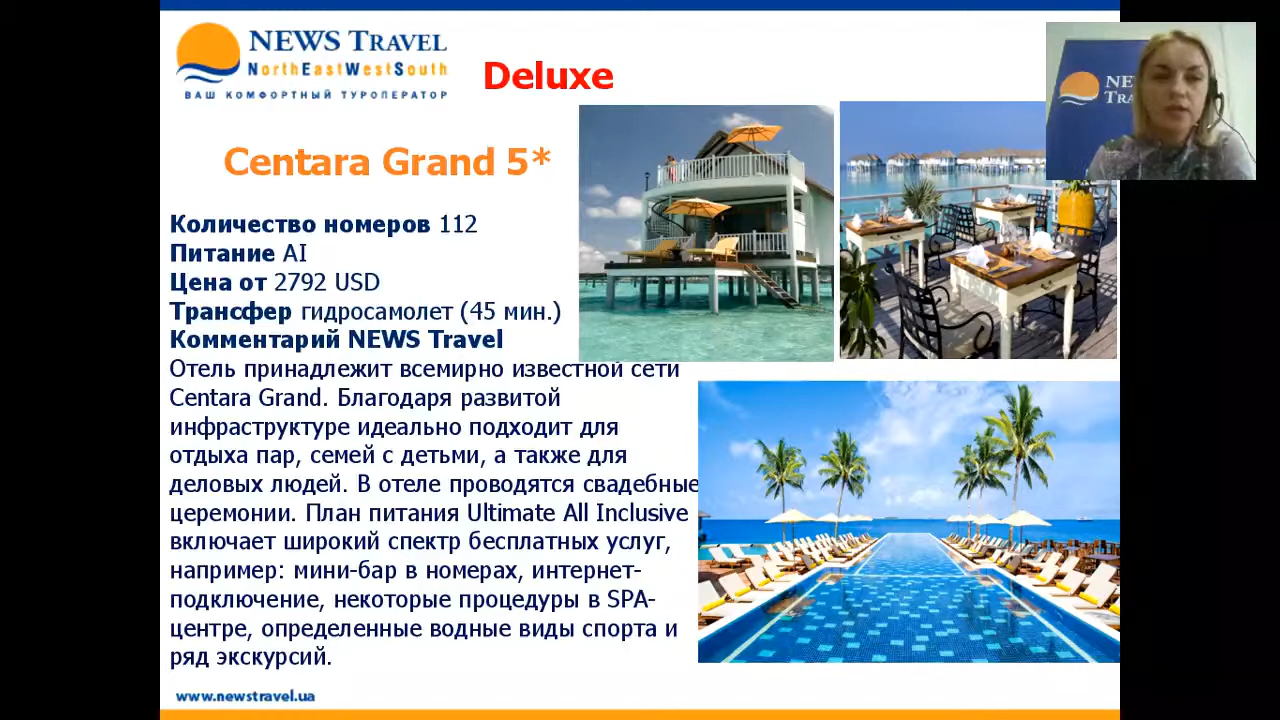 NEWS TRAVEL
NorthEastWestSouth
ВАШ КОМФОРТНЫЙ ТУРОПЕРАТОР
Deluxe
Centara Grand 5*
Количество номеров 112
Питание AI
Цена от 2792 USD
Трансфер гидросамолет (45 мин.)
Комментарий NEWS Travel
Отель принадлежит всемирно известной сети
Centara Grand. Благодаря развитой
инфраструктуре идеально подходит для
отдыха пар, семей с детьми, а также для
деловых людей. В отеле проводятся свадебные
церемонии. План питания Ultimate All Inclusive
включает широкий спектр бесплатных услуг,
например: мини-бар в номерах, интернет-
подключение, некоторые процедуры в SPA-
центре, определенные водные виды спорта и
ряд экскурсий.
www.newstravel.ua